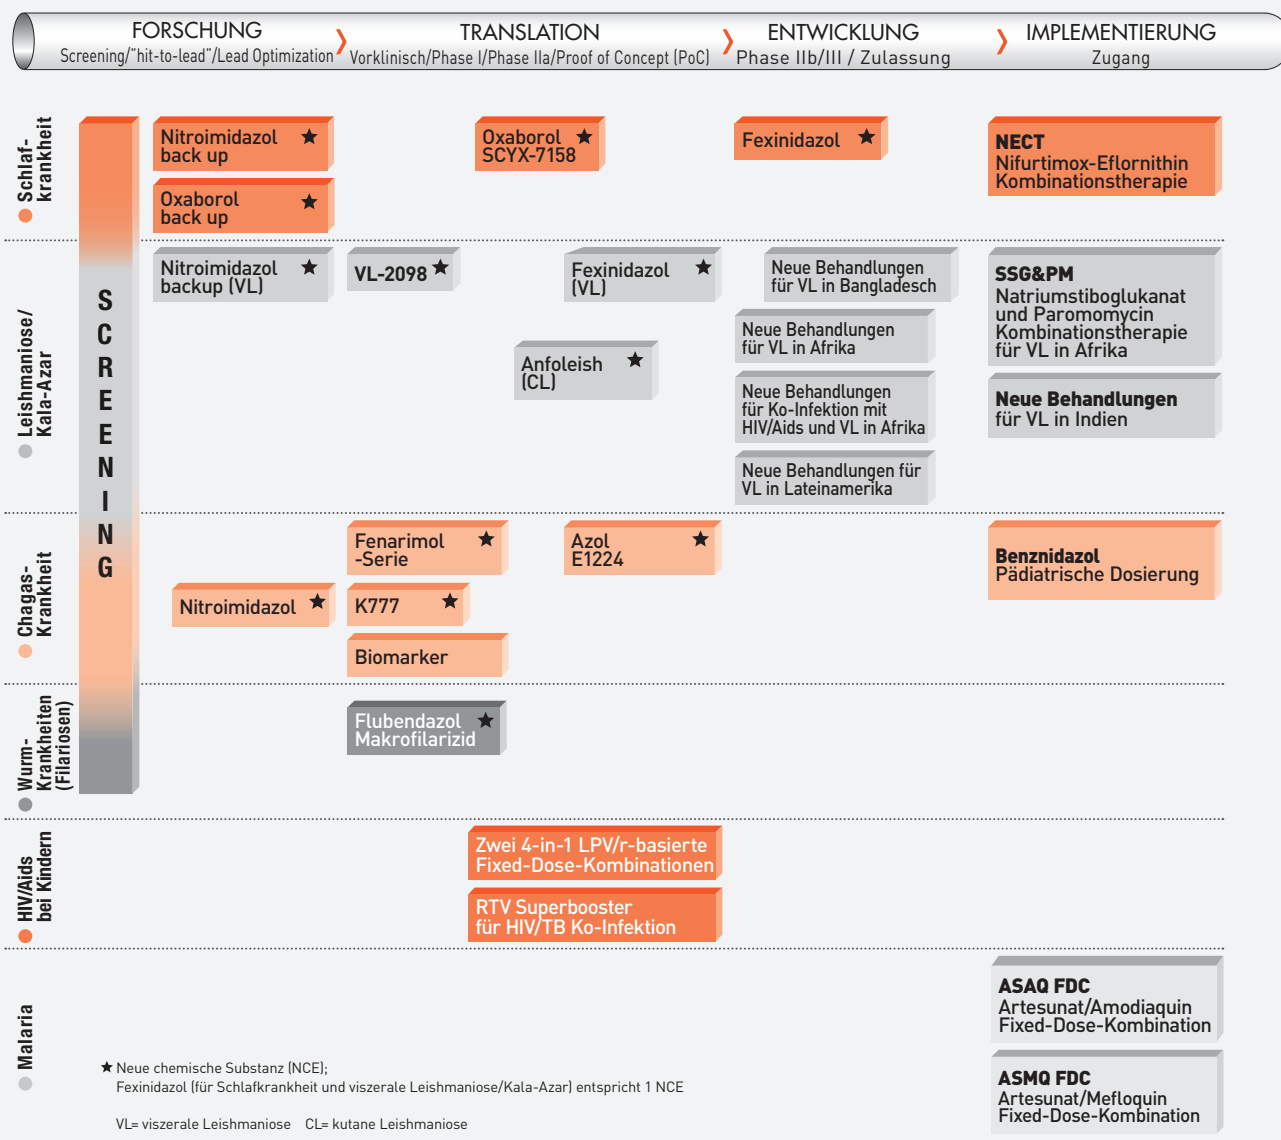 FORSCHUNG
Screening/"hit-to-lead"/Lead Optimization
TRANSLATION
Vorklinisch/Phase I/Phase IIa/Proof of Concept (PoC)
ENTWICKLUNG
Phase IIb/III / Zulassung
IMPLEMENTIERUNG
Zugang
SCREENING
Schlaf-
krankheit
Nitroimidazol
back up
Oxaborol
back up
Oxaborol
SCYX-7158
Fexinidazol
NECT
Nifurtimox-Eflornithin
Kombinationstherapie
Leishmaniose/
Kala-Azar
Nitroimidazol
backup (VL)
VL-2098
Fexinidazol
(VL)
Anfoleish
(CL)
Neue Behandlungen
für VL in Bangladesch
Neue Behandlungen
für VL in Afrika
Neue Behandlungen
für Ko-Infektion mit
HIV/Aids und VL in Afrika
Neue Behandlungen für
VL in Lateinamerika
SSG&PM
Natriumstiboglukanat
und Paromomycin
Kombinationstherapie
für VL in Afrika
Neue Behandlungen
für VL in Indien
Chagas-
Krankheit
Nitroimidazol
Fenarimol
-Serie
K777
Biomarker
Azol
E1224
Benznidazol
Pädiatrische Dosierung
Wurm-
Krankheiten
(Filariosen)
Flubendazol
Makrofilarizid
HIV/Aids
bei Kindern
Zwei 4-in-1 LPV/r-basierte
Fixed-Dose-Kombinationen
RTV Superbooster
für HIV/TB Ko-Infektion
Malaria
ASAQ FDC
Artesunat/Amodiaquin
Fixed-Dose-Kombination
ASMQ FDC
Artesunat/Mefloquin
Fixed-Dose-Kombination
★ Neue chemische Substanz (NCE);
Fexinidazol (für Schlafkrankheit und viszerale Leishmaniose/Kala-Azar) entspricht 1 NCE
VL= viszerale Leishmaniose CL= kutane Leishmaniose